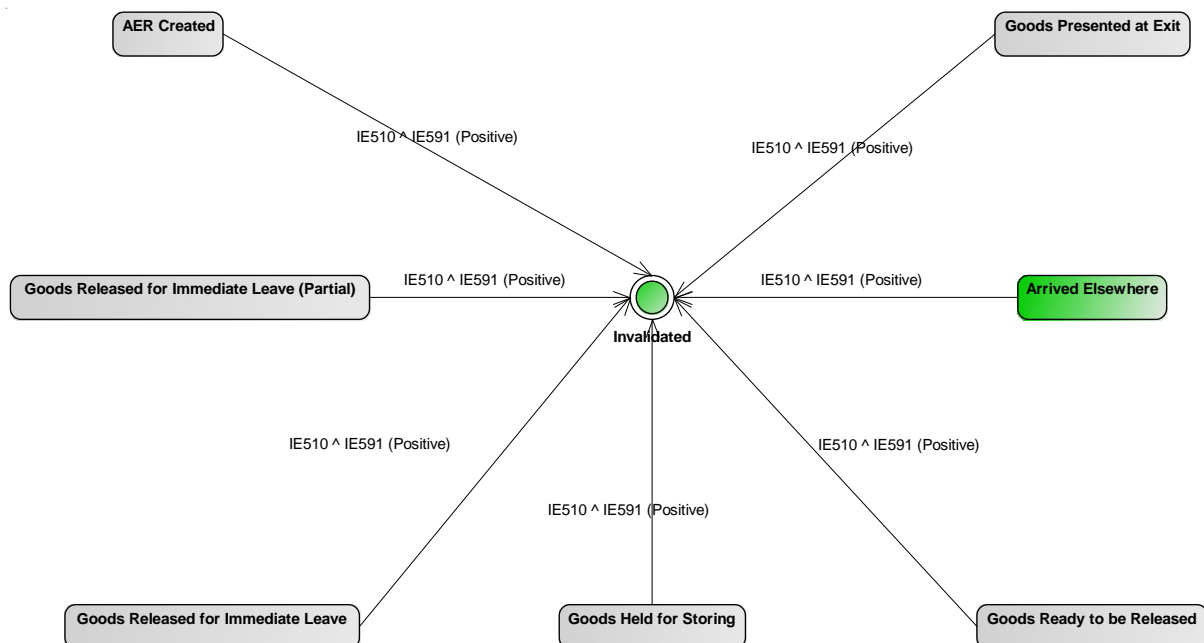 AER Created
Goods Presented at Exit
IE510 ^ IE591 (Positive)
IE510 ^ IE591 (Positive)
Goods Released for Immediate Leave (Partial)
IE510 ^ IE591 (Positive)
IE510 ^ IE591 (Positive)
Arrived Elsewhere
Invalidated
IE510 ^ IE591 (Positive)
IE510 ^ IE591 (Positive)
IE510 ^ IE591 (Positive)
Goods Released for Immediate Leave
Goods Held for Storing
Goods Ready to be Released